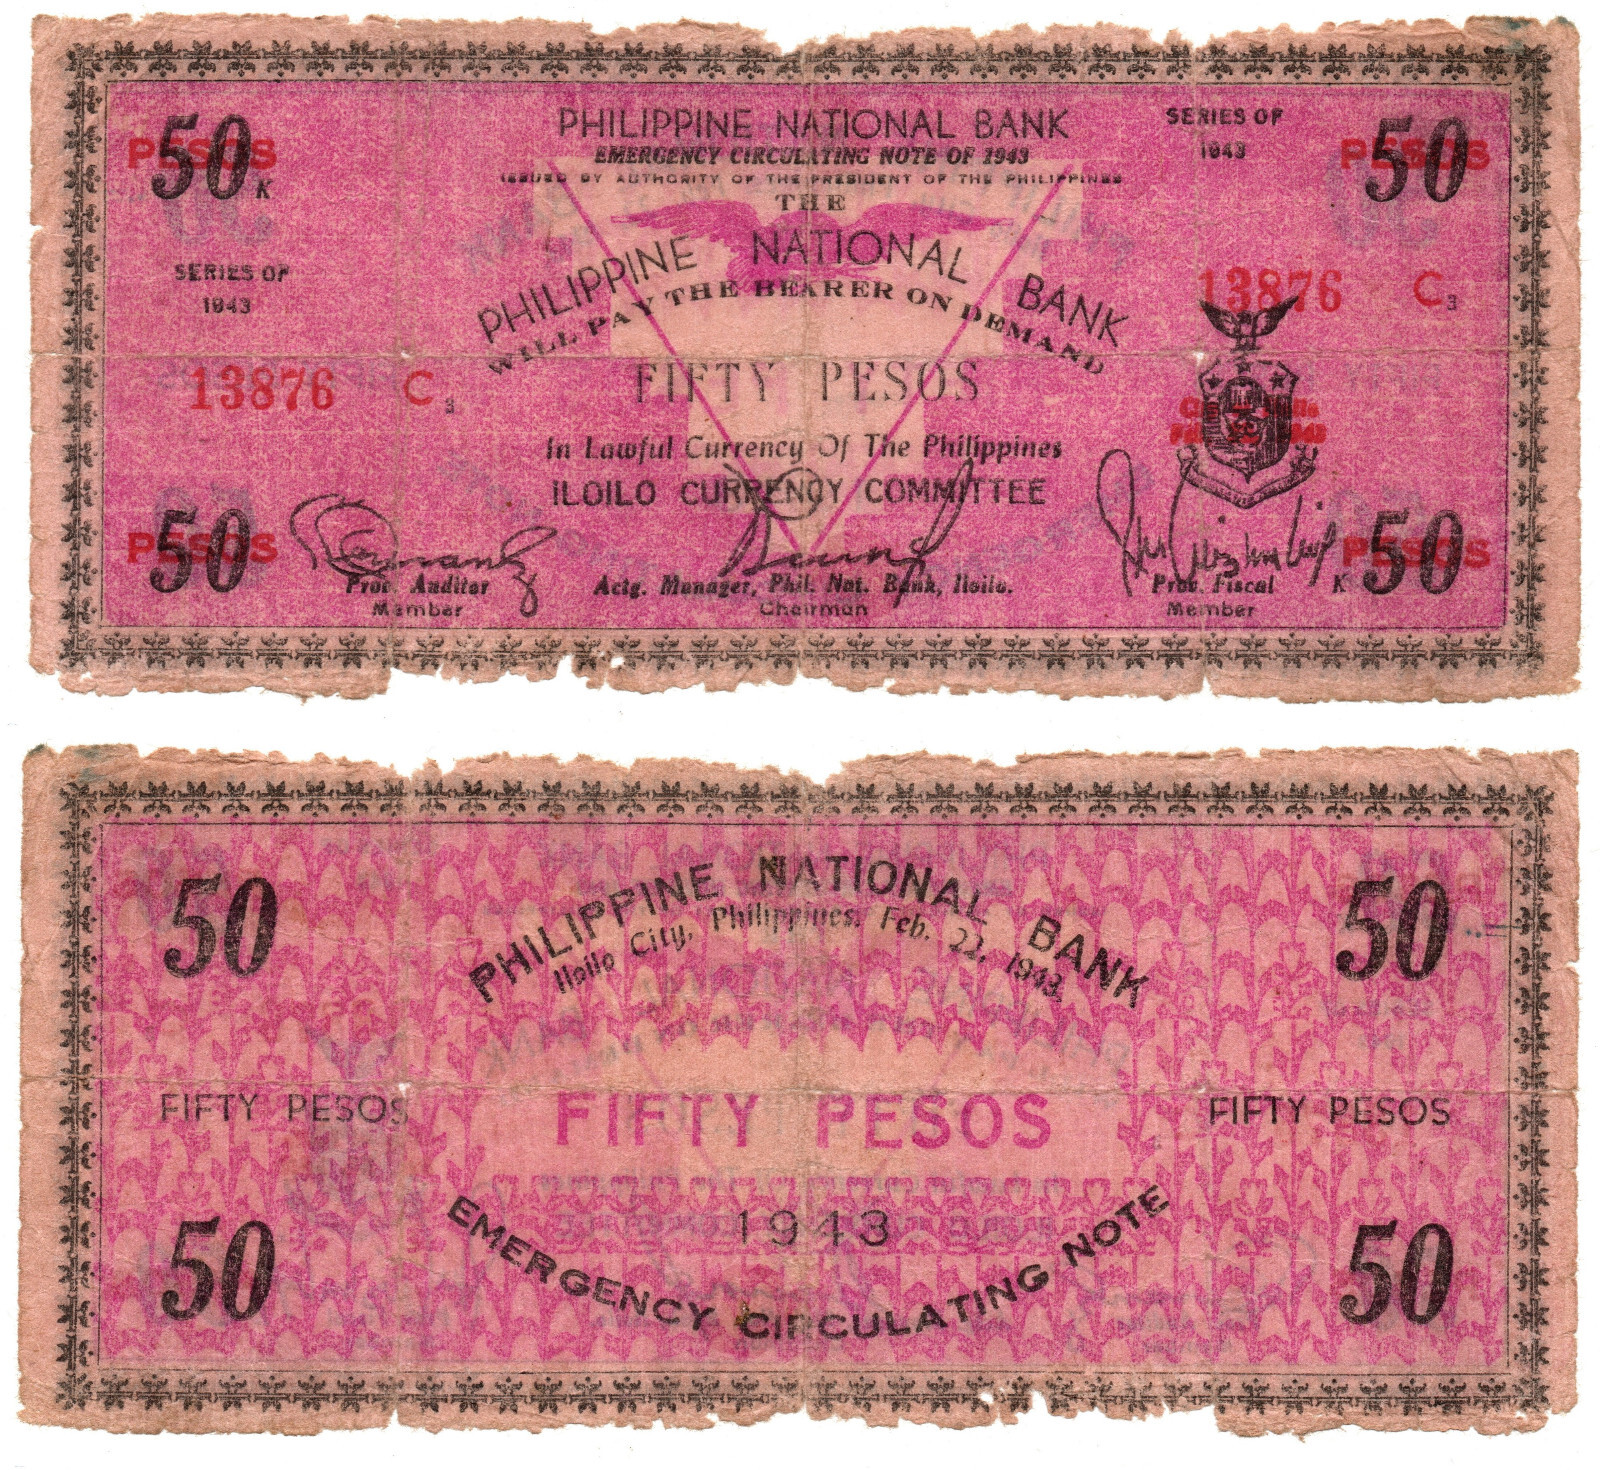 50 PESOS K
PHILIPPINE NATIONAL BANK
EMERGENCY CIRCULATING NOTE OF 1943
ISSUED BY AUTHORITY OF THE PRESIDENT OF THE PHILIPPINES
SERIES OF
1943
50 PESOS
THE
PHILIPPINE NATIONAL BANK
WILL PAY THE BEARER ON DEMAND
SERIES OF
1943
13876 C3
13876 C3
FIFTY PESOS
In Lawful Currency Of The Philippines
ILOILO CURRENCY COMMITTEE
50 PESOS
Prov. Auditor
Member
Actg. Manager, Phil. Nat. Bank, Iloilo.
Chairman
Prov. Fiscal
Member
K 50 PESOS
50
PHILIPPINE NATIONAL BANK
Iloilo City, Philippines, Feb. 22, 1943.
50
FIFTY PESOS
FIFTY PESOS
FIFTY PESOS
1943
50
EMERGENCY CIRCULATING NOTE
50